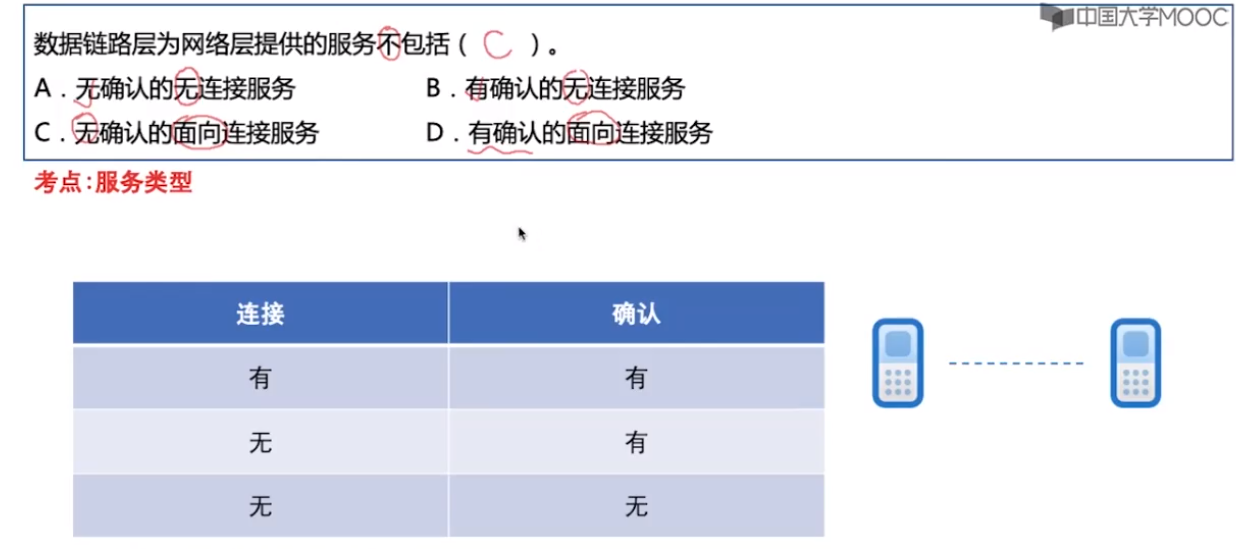 中国大学MOOC
数据链路层为网络层提供的服务不包括( C )。
A．无确认的无连接服务 B．有确认的无连接服务
C．无确认的面向连接服务 D．有确认的面向连接服务
考点:服务类型
连接 确认
有 有
无 有
无 无